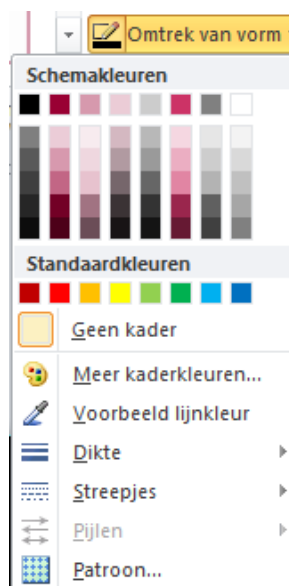 Omtrek van vorm
Schemakleuren
Standaardkleuren
Geen kader
Meer kaderkleuren...
Voorbeeld lijnkleur
Dikte
Streepjes
Pijlen
Patroon...